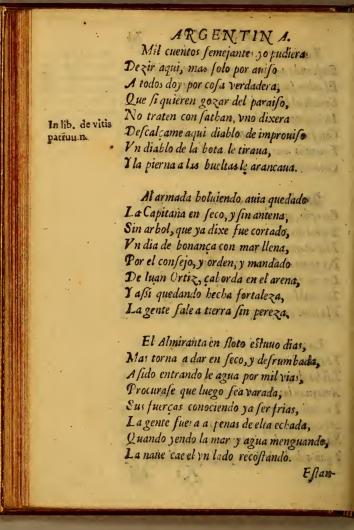 ARGENTINA.
Mil cuentos ſemejantes yo pudiera
Dezir aqui, mas ſolo por auiſo
A todos doy por coſa verdadera,
Que ſi quieren gozar del paraiſo,
No traten con ſathan, vno dixera
Deſcalçame aqui diablo de improuiſo
Vn diablo de la bota le tiraua,
Y la pierna a las bueltas le arancaua.
In lib. de vitis
patruu.n.
Al armada boluiendo, auia quedado
La Capitana en ſeco, y ſin antena,
Sin arbol, que ya dixe fue cortado,
Vn dia de bonança con mar llena,
Por el conſejo, y orden, y mandado
De Iuan Ortiz, çalorda en el arena,
Y aſsi quedando hecha fortaleza,
La gente ſale a tierra ſin pereza.
El Almiranta en floto eſtuuo dias,
Mas torna a dar en ſeco, y deſrumbada,
A ſido entrando le agua por mil vias,
Procuraſe que luego ſea varada,
Sus fuerças conociendo ya ſer frias,
La gente fuera a penas de ella echada,
Quando yendo la mar y agua menguando,
La naue cae el vn lado recoſtando.
Eſtan-